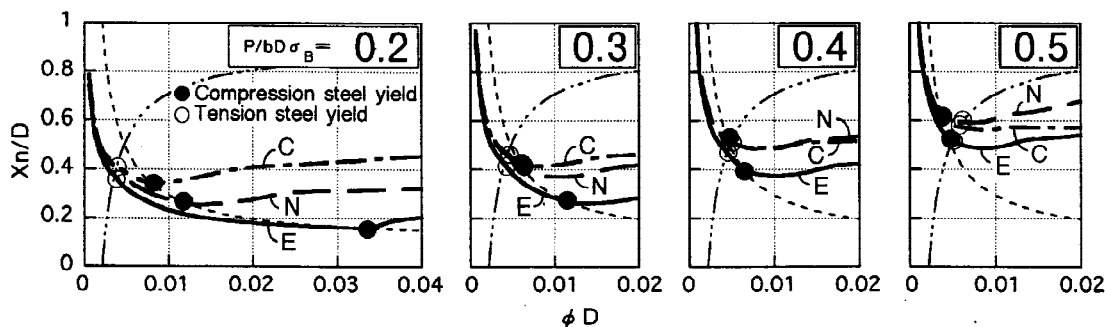 P/bDσB= 0.2
0.3
0.4
0.5
Xn/D
1
0.8
0.6
0.4
0.2
0
● Compression steel yield
○ Tension steel yield
C
N
E
C
N
E
N
C
E
N
C
E
0 0.01 0.02 0.03 0.04
0 0.01 0.02
0 0.01 0.02
0 0.01 0.02
φD